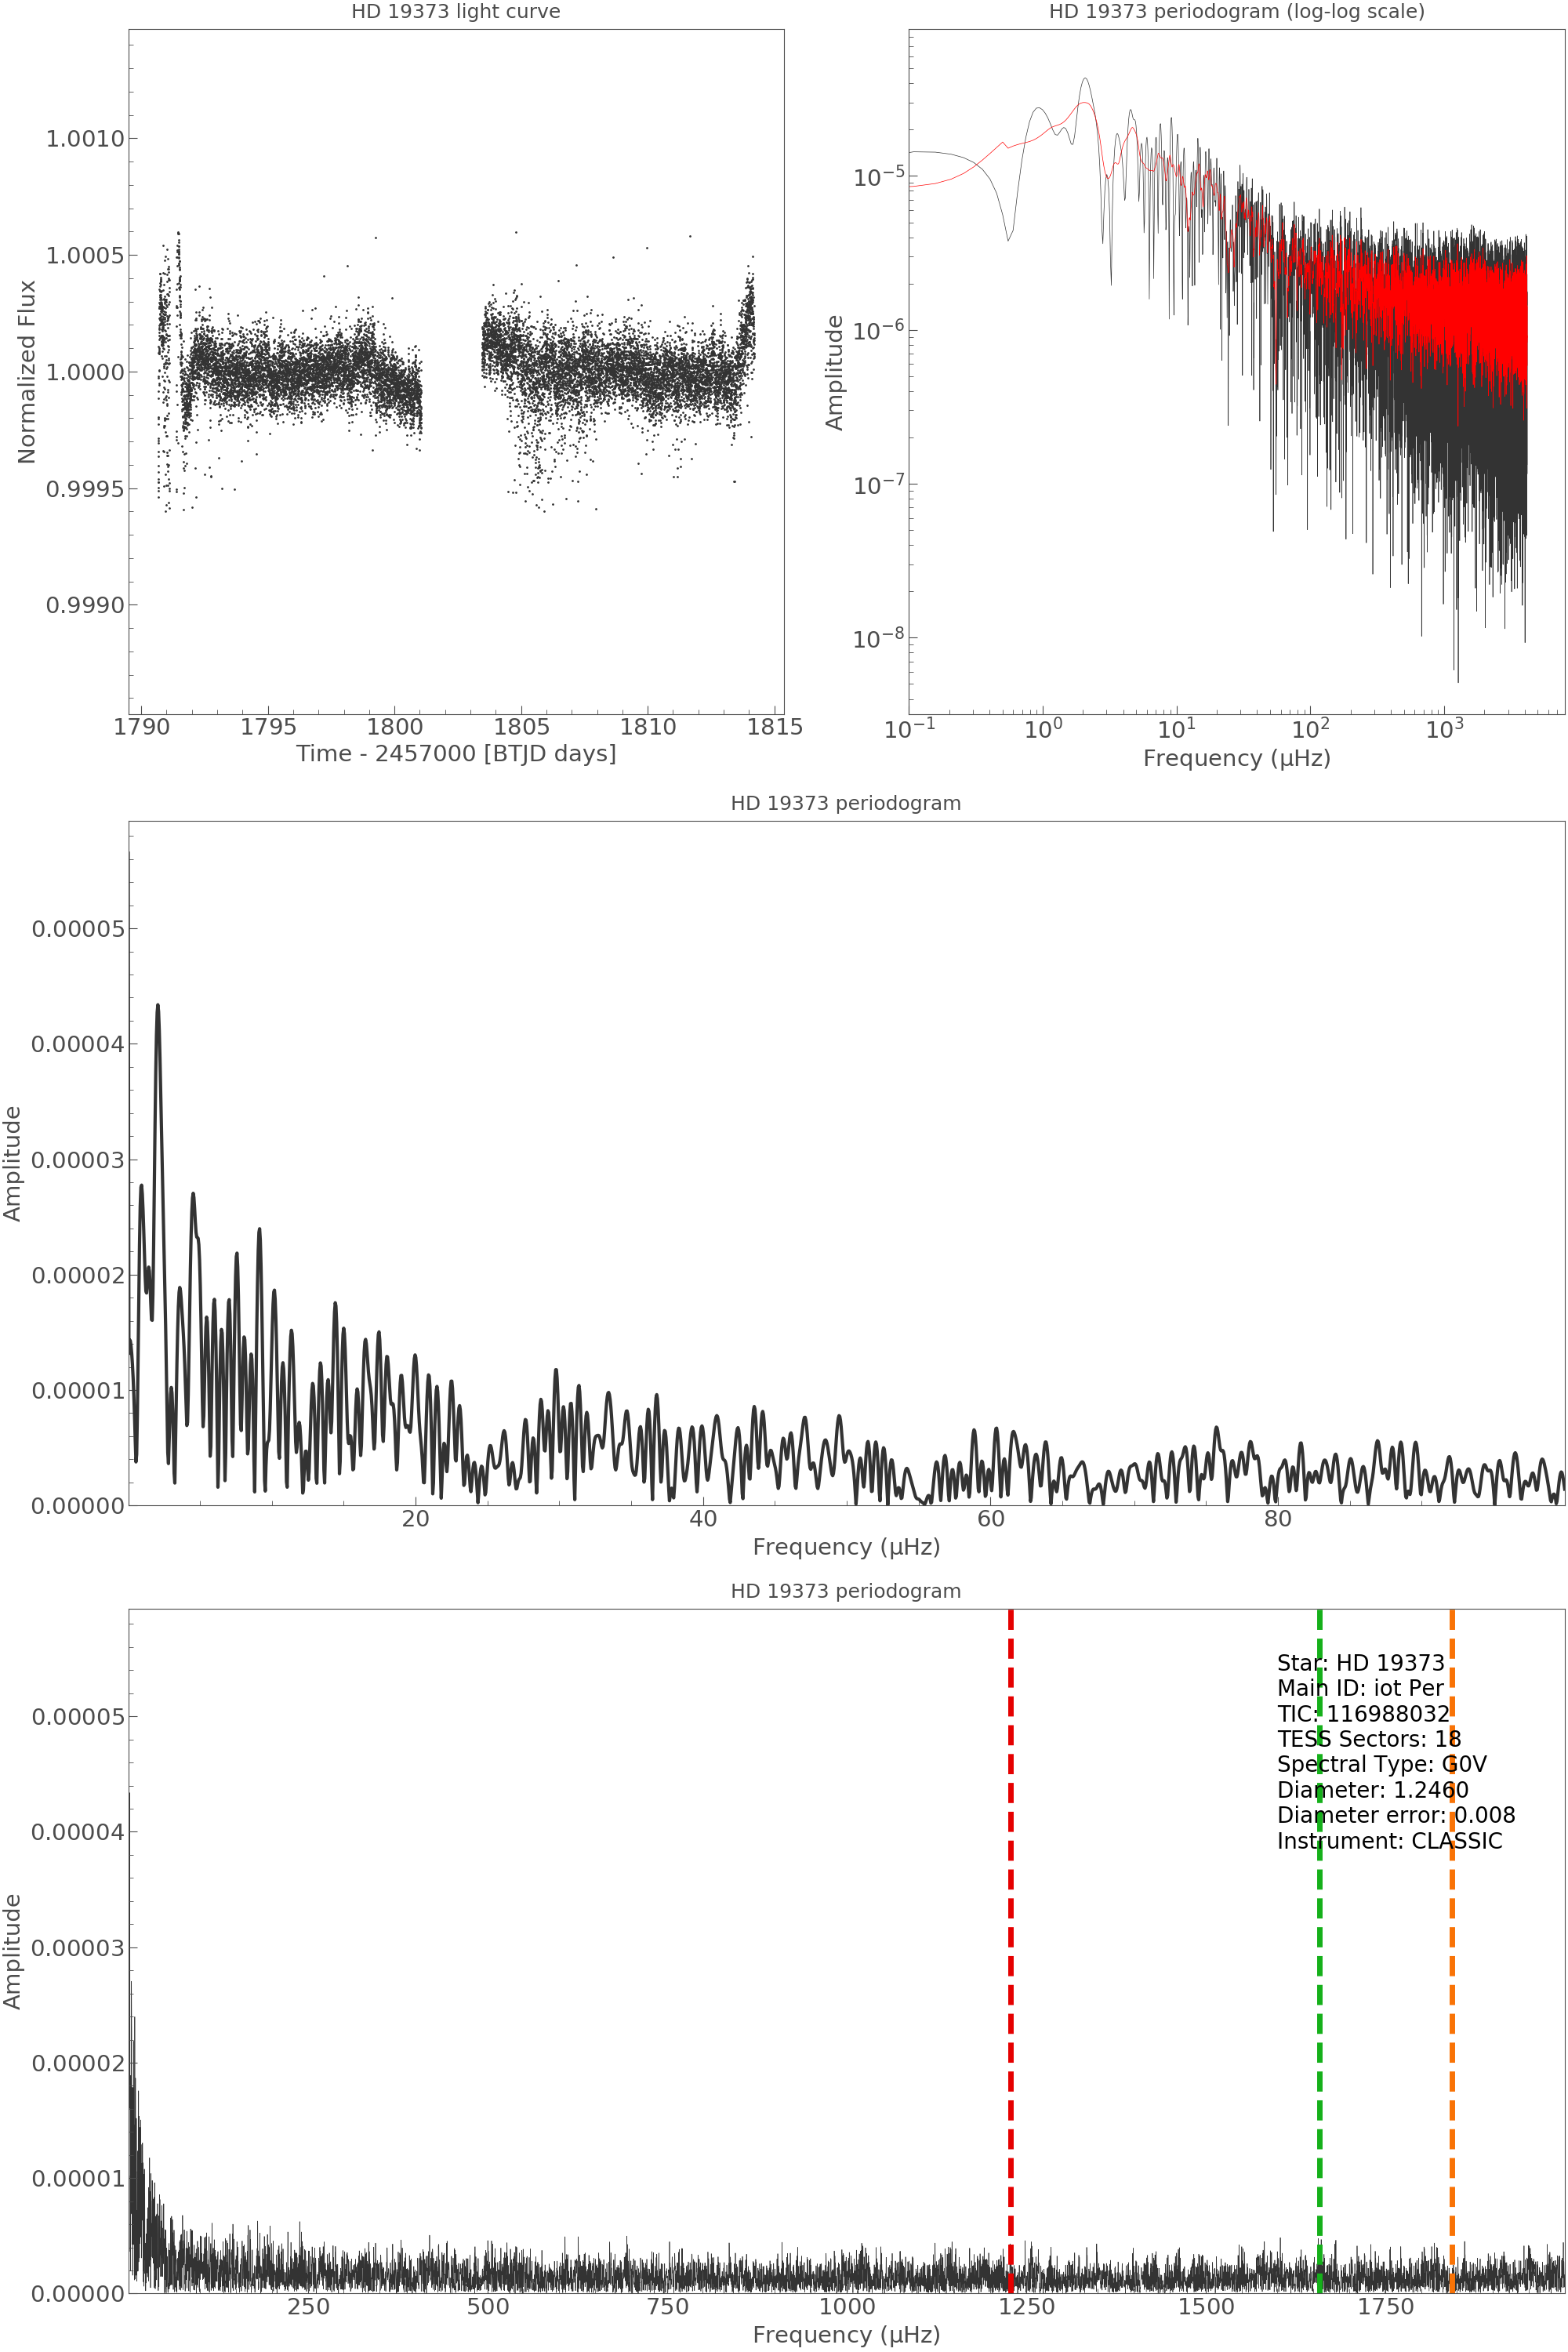 HD 19373 light curve
Normalized Flux
1.0010
1.0005
1.0000
0.9995
0.9990
1790 1795 1800 1805 1810 1815
Time - 2457000 [BTJD days]
HD 19373 periodogram (log-log scale)
Amplitude
10⁻⁵
10⁻⁶
10⁻⁷
10⁻⁸
10⁻¹ 10⁰ 10¹ 10² 10³
Frequency (μHz)
HD 19373 periodogram
Amplitude
0.00005
0.00004
0.00003
0.00002
0.00001
0.00000
20 40 60 80
Frequency (μHz)
HD 19373 periodogram
Amplitude
0.00005
0.00004
0.00003
0.00002
0.00001
0.00000
Star: HD 19373
Main ID: iot Per
TIC: 116988032
TESS Sectors: 18
Spectral Type: G0V
Diameter: 1.2460
Diameter error: 0.008
Instrument: CLASSIC
250 500 750 1000 1250 1500 1750
Frequency (μHz)